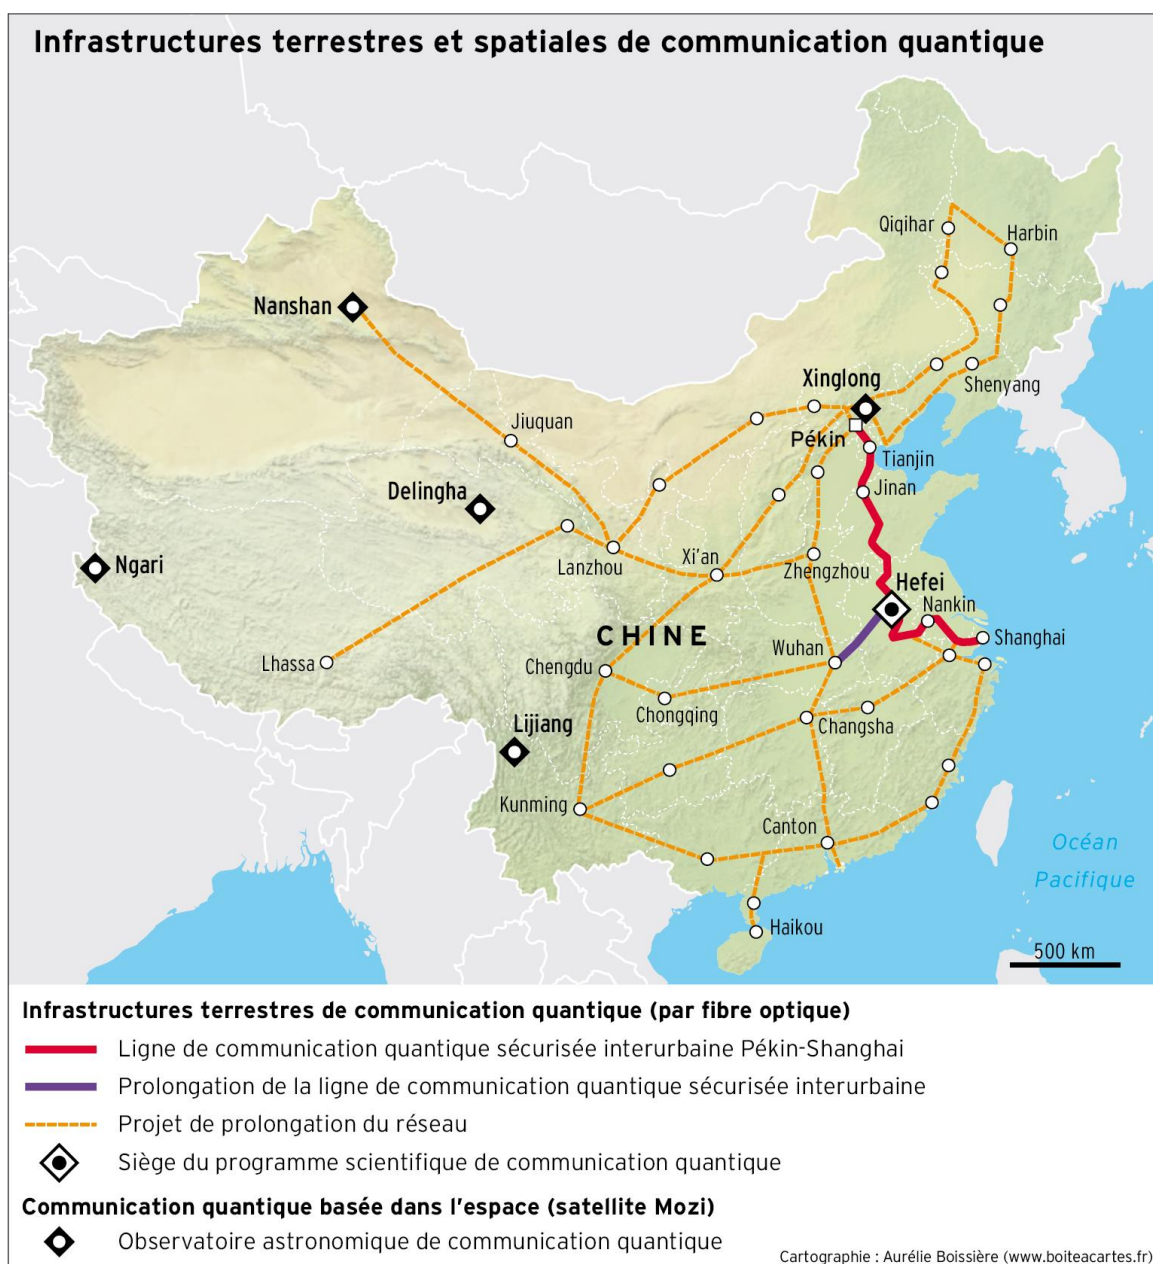 Infrastructures terrestres et spatiales de communication quantique
Qiqihar
Harbin
Nanshan
Xinglong
Shenyang
Jiuquan
Pékin
Tianjin
Delingha
Jinan
Ngari
Lanzhou
Xi'an
Zhengzhou
Hefei
Nankin
CHINE
Shanghai
Lhassa
Chengdu
Wuhan
Chongqing
Changsha
Lijiang
Kunming
Canton
Océan
Pacifique
Haikou
500 km
Infrastructures terrestres de communication quantique (par fibre optique)
Ligne de communication quantique sécurisée interurbaine Pékin-Shanghai
Prolongation de la ligne de communication quantique sécurisée interurbaine
Projet de prolongation du réseau
Siège du programme scientifique de communication quantique
Communication quantique basée dans l'espace (satellite Mozi)
Observatoire astronomique de communication quantique
Cartographie : Aurélie Boissière (www.boiteacartes.fr)